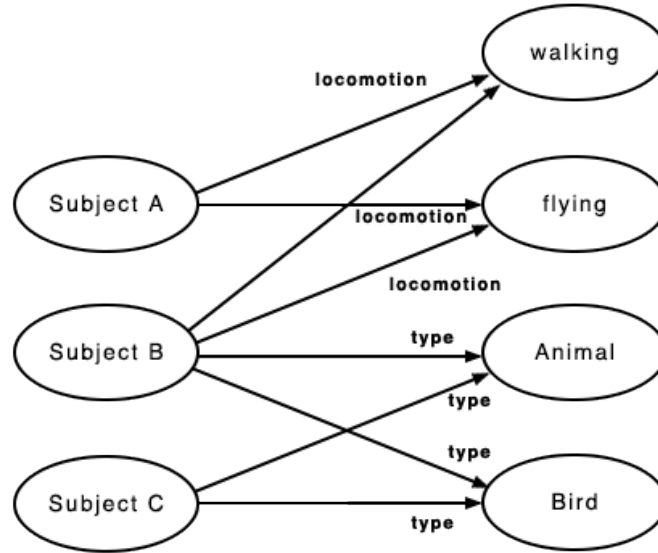 walking
locomotion
Subject A
flying
locomotion
locomotion
Subject B
type
Animal
type
type
Subject C
Bird
type